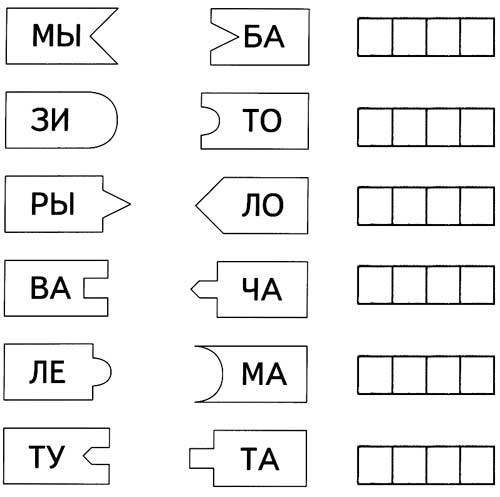 МЫ БА
ЗИ ТО
РЫ ЛО
ВА ЧА
ЛЕ МА
ТУ ТА